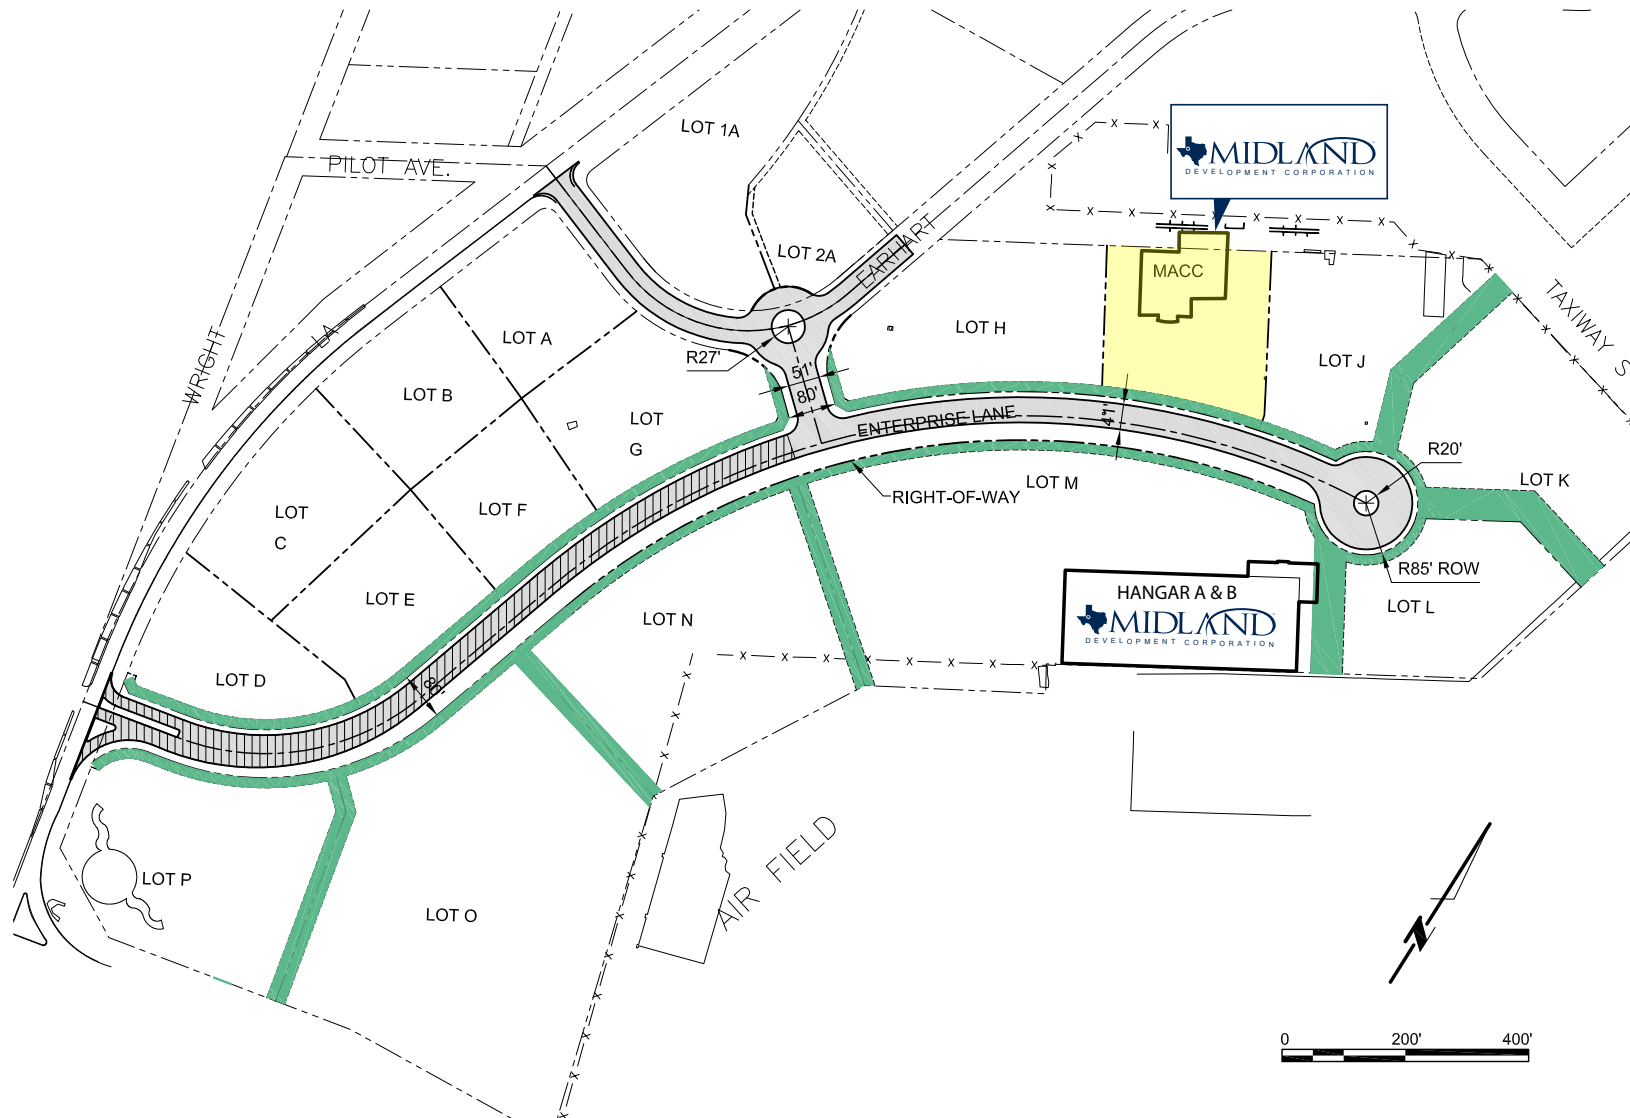 LOT 1A
PILOT AVE.
MIDLAND
DEVELOPMENT CORPORATION
LOT 2A
EARHART
MACC
TAXIWAY S
WRIGHT
LA
LOT A
LOT H
R27'
51'
80'
LOT J
LOT B
LOT
G
ENTERPRISE LANE
41'
R20'
LOT K
LOT M
RIGHT-OF-WAY
LOT
C
LOT F
R85' ROW
LOT E
HANGAR A & B
MIDLAND
DEVELOPMENT CORPORATION
LOT L
LOT N
LOT D
LOT P
LOT O
AIR FIELD
N
0 200' 400'